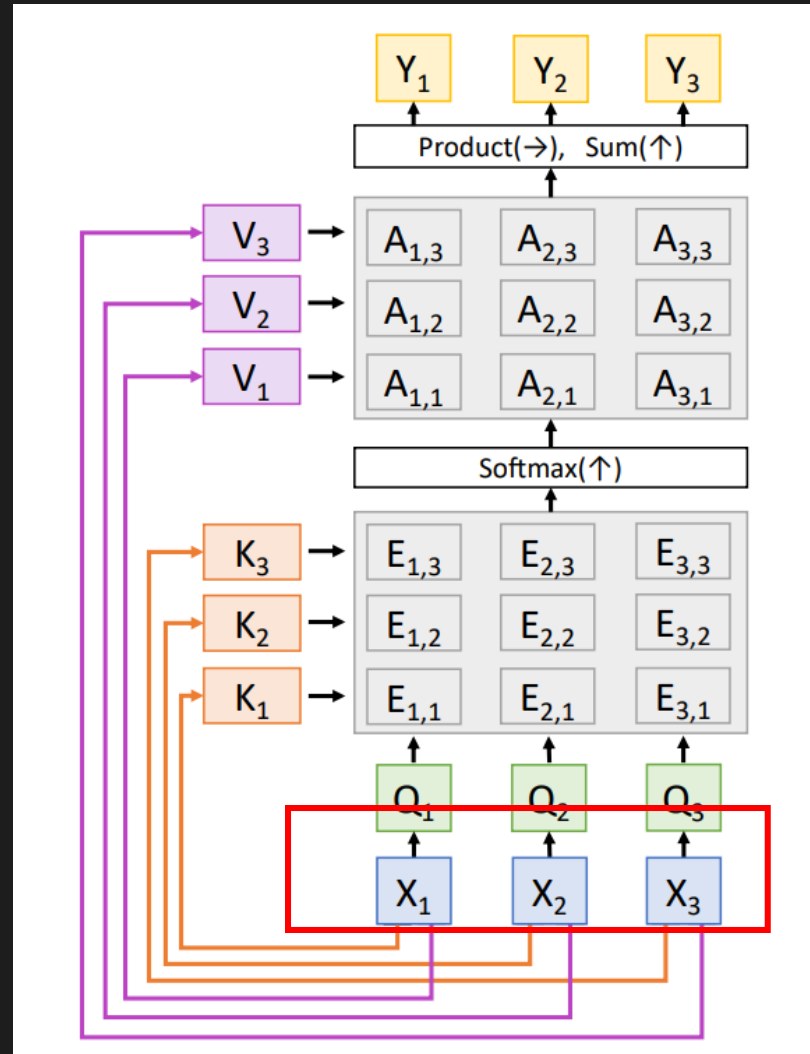 Y₁ Y₂ Y₃
Product(→), Sum(↑)
V₃ A₁,₃ A₂,₃ A₃,₃
V₂ A₁,₂ A₂,₂ A₃,₂
V₁ A₁,₁ A₂,₁ A₃,₁
Softmax(↑)
K₃ E₁,₃ E₂,₃ E₃,₃
K₂ E₁,₂ E₂,₂ E₃,₂
K₁ E₁,₁ E₂,₁ E₃,₁
Q₁ Q₂ Q₃
X₁ X₂ X₃